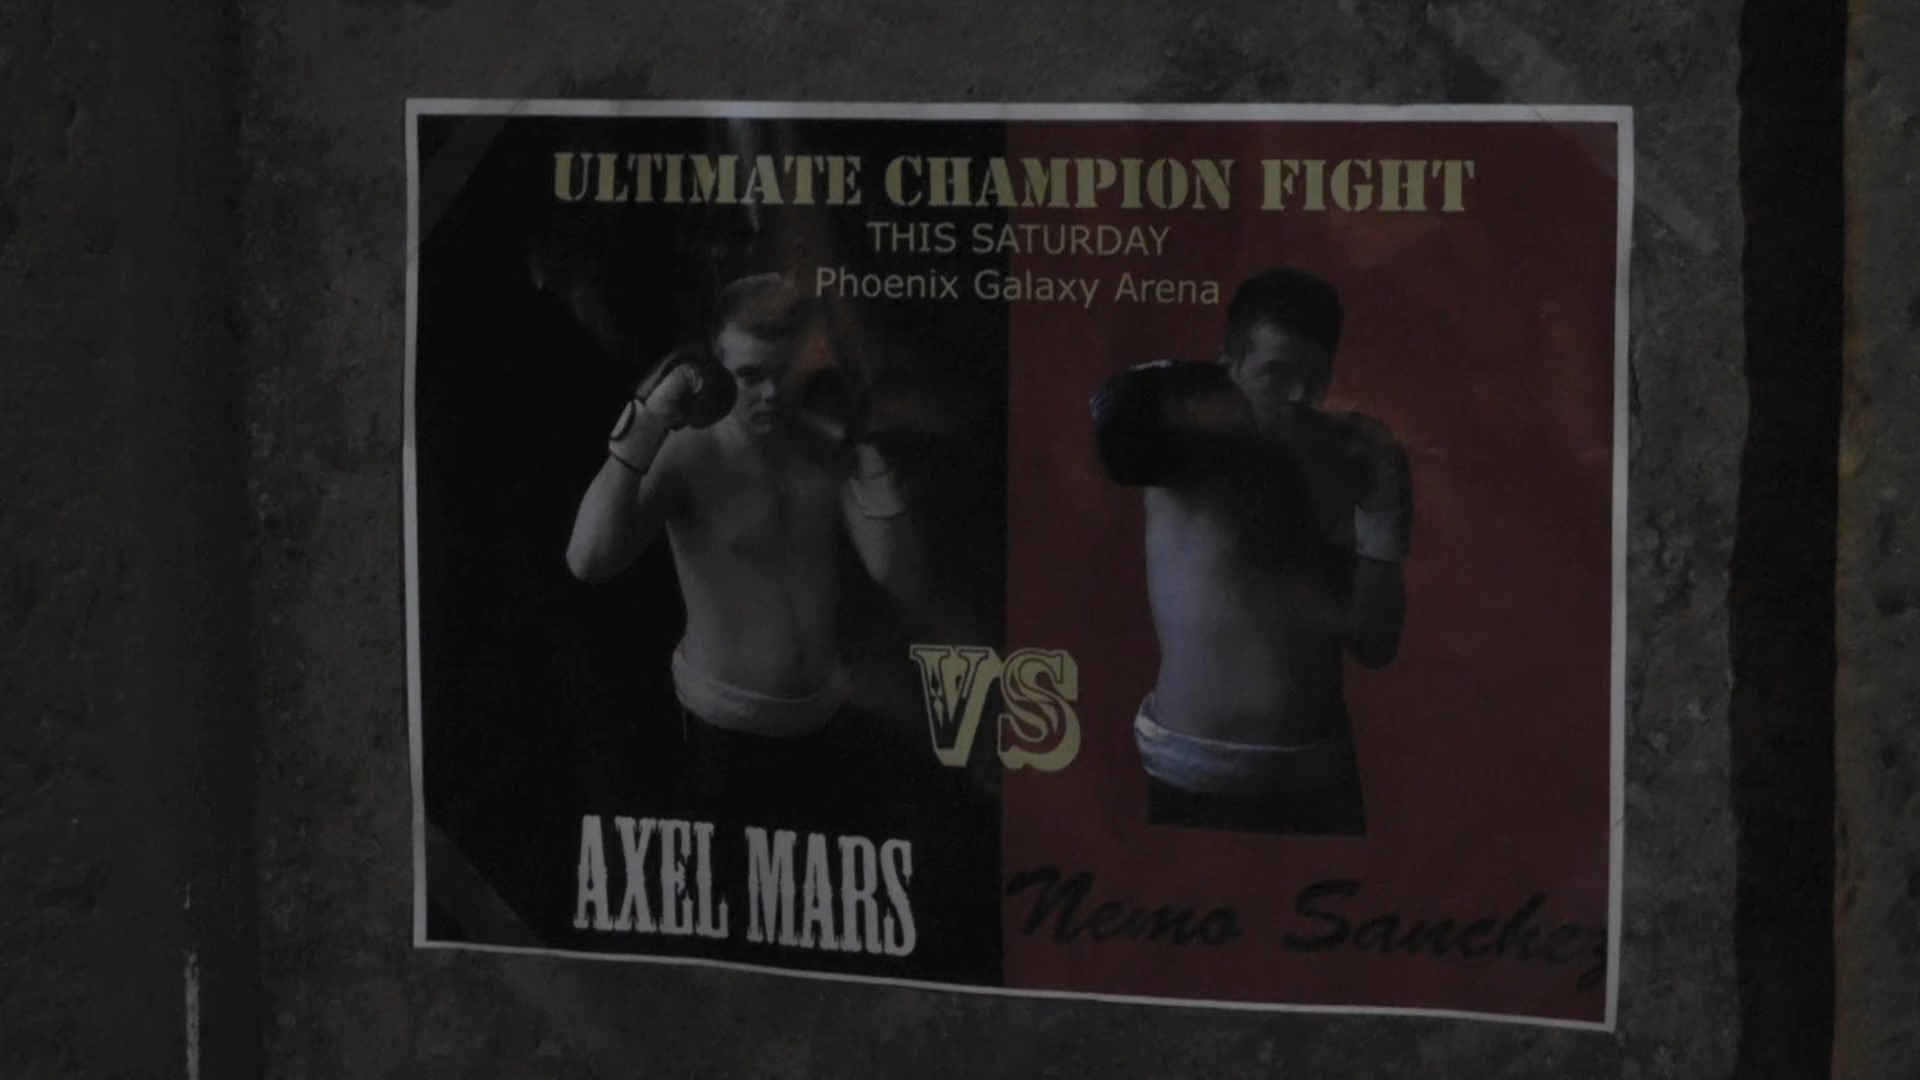 ULTIMATE CHAMPION FIGHT
THIS SATURDAY
Phoenix Galaxy Arena
VS
AXEL MARS
Nemo Sanchez